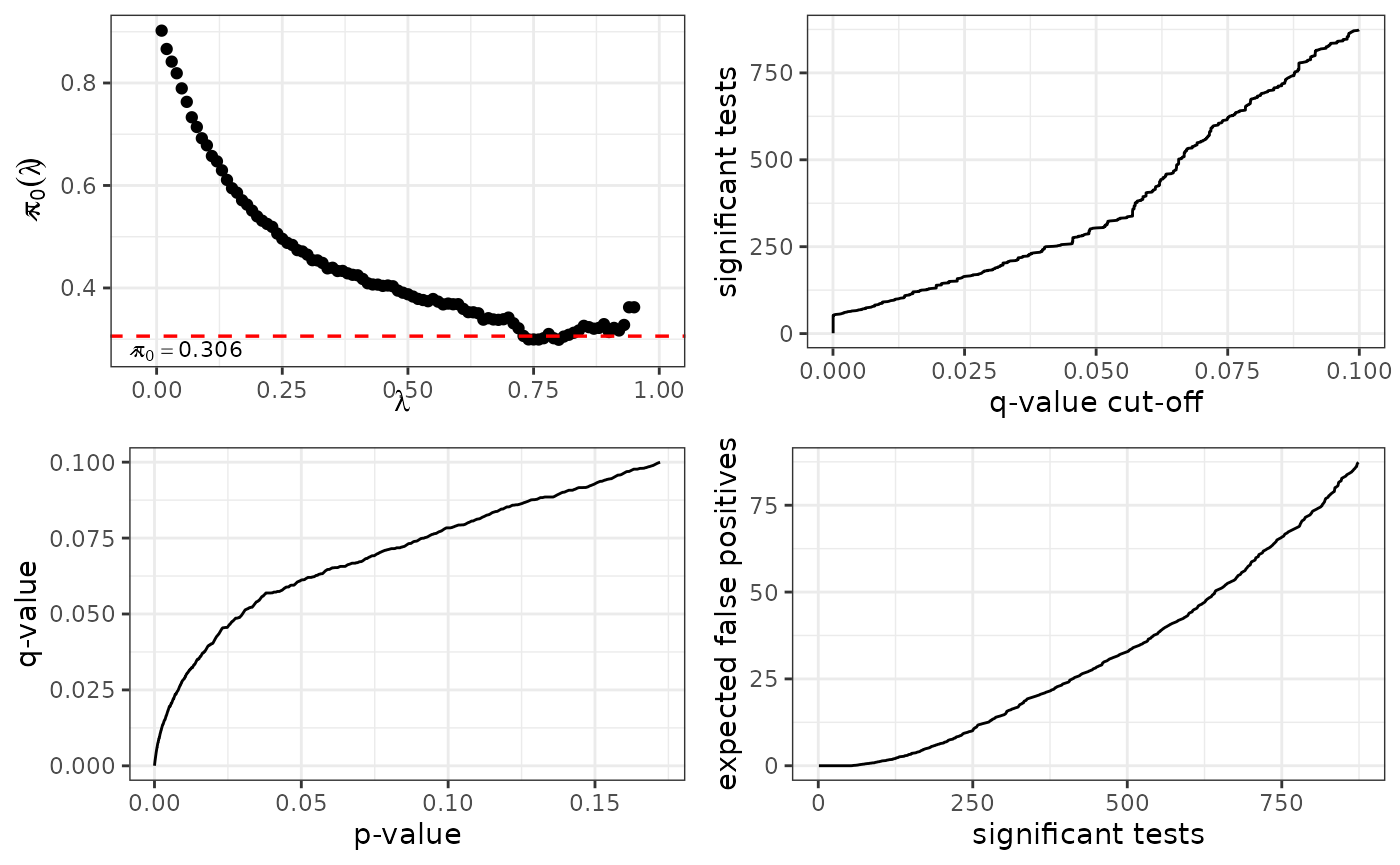 0.8
0.6
0.4
π̂₀(λ)
π̂₀ = 0.306
0.00 0.25 0.50 0.75 1.00
λ
750
500
250
0
significant tests
0.000 0.025 0.050 0.075 0.100
q-value cut-off
0.100
0.075
0.050
0.025
0.000
q-value
0.00 0.05 0.10 0.15
p-value
75
50
25
0
expected false positives
0 250 500 750
significant tests